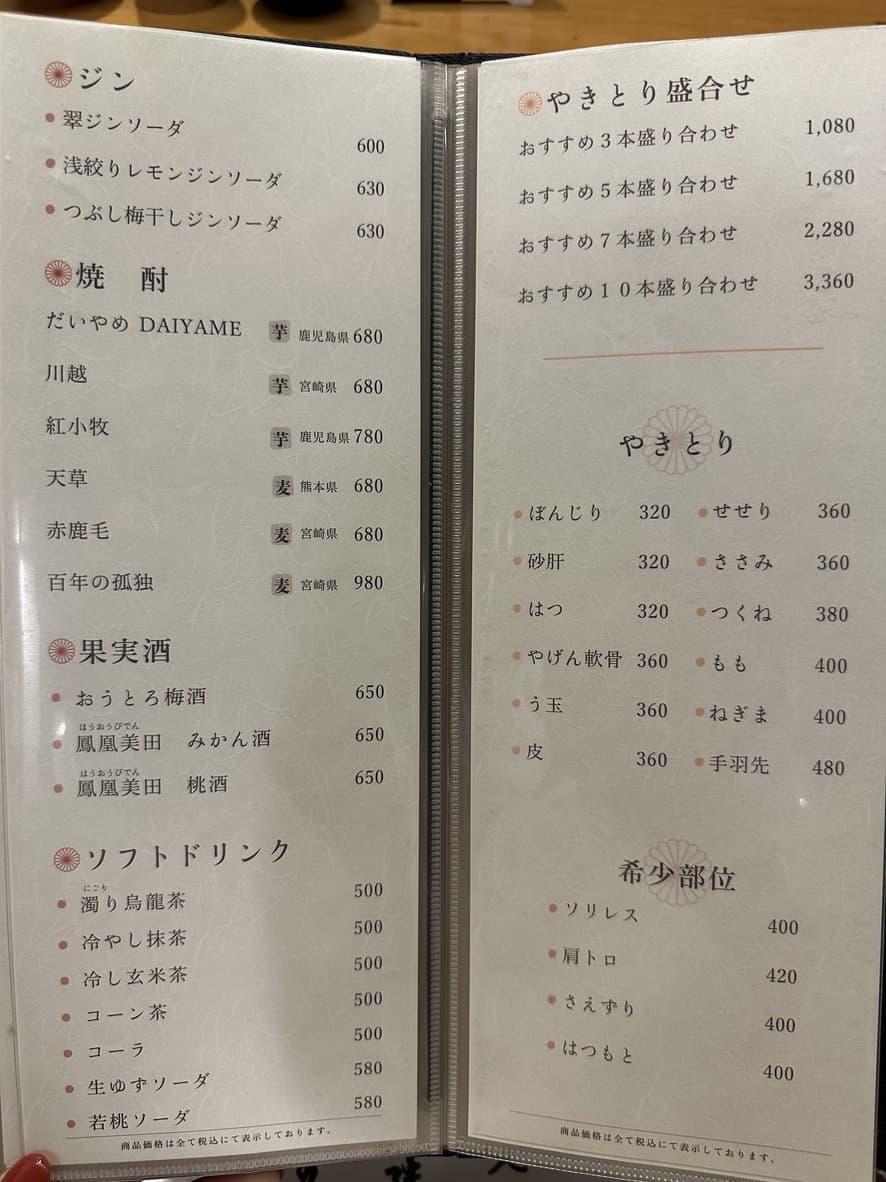 ジン
翠ジンソーダ 600
浅絞りレモンジンソーダ 630
つぶし梅干しジンソーダ 630
焼 酎
だいやめ DAIYAME 芋 鹿児島県 680
川越 芋 宮崎県 680
紅小牧 芋 鹿児島県 780
天草 麦 熊本県 680
赤鹿毛 麦 宮崎県 680
百年の孤独 麦 宮崎県 980
果実酒
おうとろ梅酒 650
ほうおうびでん
鳳凰美田 みかん酒 650
ほうおうびでん
鳳凰美田 桃酒 650
ソフトドリンク
にごり
濁り烏龍茶 500
冷やし抹茶 500
冷し玄米茶 500
コーン茶 500
コーラ 500
生ゆずソーダ 580
若桃ソーダ 580
商品価格は全て税込にて表示しております。
やきとり盛合せ
おすすめ3本盛り合わせ 1,080
おすすめ5本盛り合わせ 1,680
おすすめ7本盛り合わせ 2,280
おすすめ10本盛り合わせ 3,360
やきとり
ぼんじり 320 せせり 360
砂肝 320 ささみ 360
はつ 320 つくね 380
やげん軟骨 360 もも 400
う玉 360 ねぎま 400
皮 360 手羽先 480
希少部位
ソリレス 400
肩トロ 420
さえずり 400
はつもと 400
商品価格は全て税込にて表示しております。